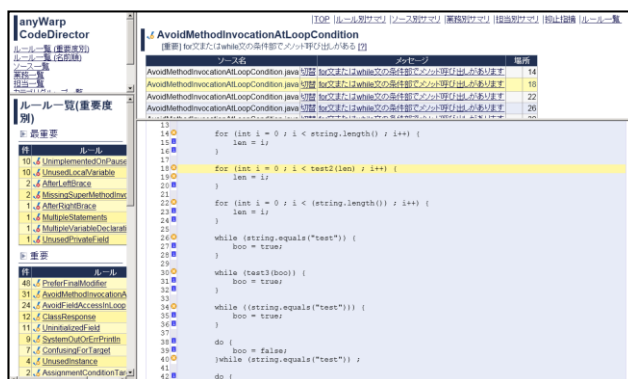 anyWarp
CodeDirector
ルール一覧 (重要度別)
ルール一覧 (名前順)
ソース一覧
業務一覧
担当一覧
ルール一覧(重要度別)
最重要
件 ルール
10 UnimplementedOnPause
10 UnusedLocalVariable
2 AfterLeftBrace
2 MissingSuperMethodInvo
1 AfterRightBrace
1 MultipleStatements
1 MultipleVariableDeclarati
1 UnusedPrivateField
重要
件 ルール
48 PreferFinalModifier
31 AvoidMethodInvocationA
24 AvoidFieldAccessInLoop
12 ClassResponse
11 UninitializedField
9 SystemOutOrErrPrintln
7 ConfusingForTarget
4 UnusedInstance
2 AssignmentConditionTar
|TOP |ルール別サマリ |ソース別サマリ |業務別サマリ |担当別サマリ |抑止指摘 |ルール一覧
AvoidMethodInvocationAtLoopCondition
[重要] for文またはwhile文の条件部でメソッド呼び出しがある [?]
ソース名 メッセージ 場所
AvoidMethodInvocationAtLoopCondition.java 切替 for文またはwhile文の条件部でメソッド呼び出しがあります 14
AvoidMethodInvocationAtLoopCondition.java 切替 for文またはwhile文の条件部でメソッド呼び出しがあります 18
AvoidMethodInvocationAtLoopCondition.java 切替 for文またはwhile文の条件部でメソッド呼び出しがあります 22
AvoidMethodInvocationAtLoopCondition.java 切替 for文またはwhile文の条件部でメソッド呼び出しがあります 26
13
14 for (int i = 0 ; i < string.length() ; i++) {
15 len = i;
16 }
17
18 for (int i = 0 ; i < test2(len) ; i++) {
19 len = i;
20 }
21
22 for (int i = 0 ; i < (string.length()) ; i++) {
23 len = i;
24 }
25
26 while (string.equals("test")) {
27 boo = true;
28 }
29
30 while (test3(boo)) {
31 boo = true;
32 }
33
34 while ((string.equals("test"))) {
35 boo = true;
36 }
37
38 do {
39 boo = false;
40 }while (string.equals("test")) ;
41
42 do {